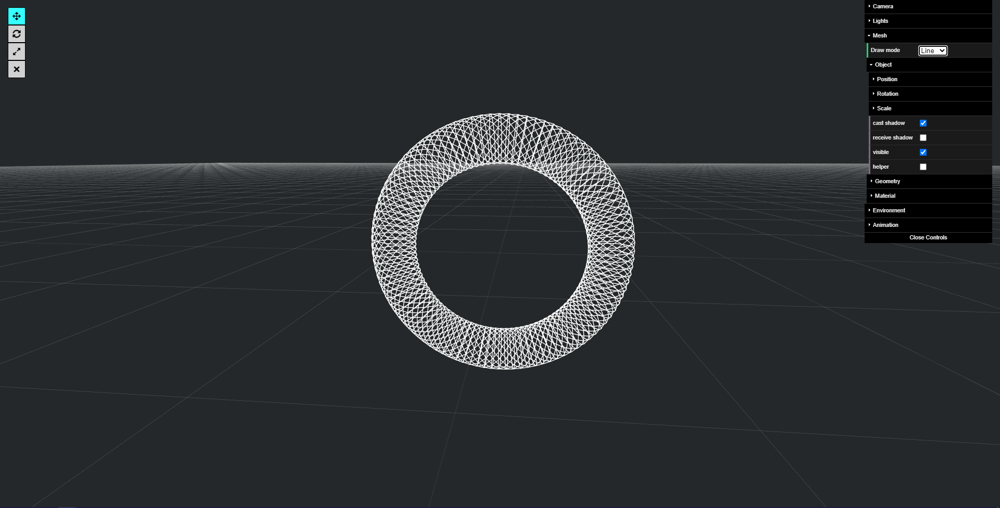 Camera
Lights
Mesh
Draw mode Line
Object
Position
Rotation
Scale
cast shadow
receive shadow
visible
helper
Geometry
Material
Environment
Animation
Close Controls